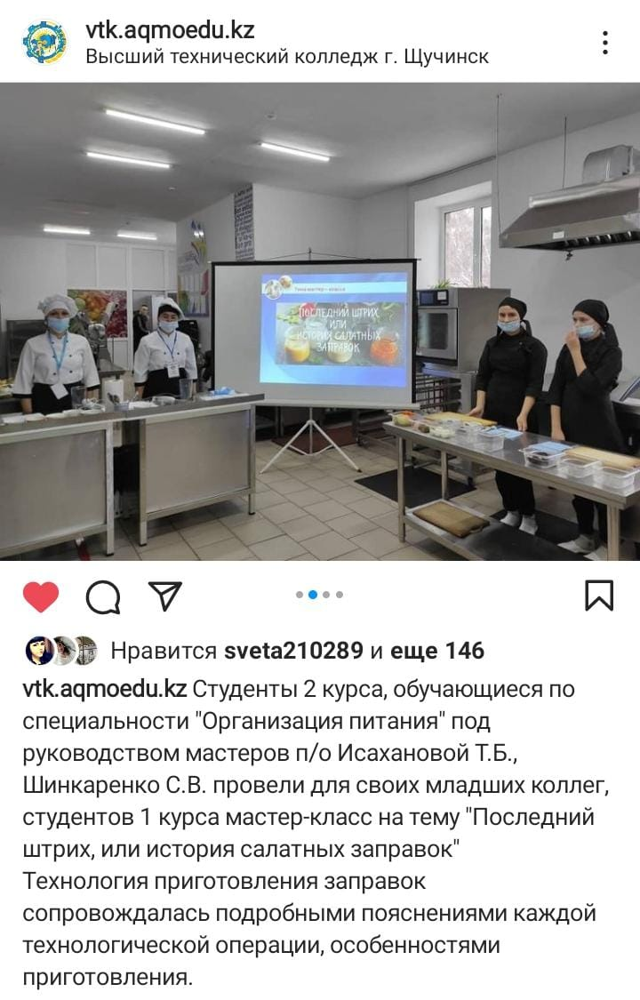 vtk.aqmoedu.kz
Высший технический колледж г. Щучинск
Тема мастер – класса
ПОСЛЕДНИЙ ШТРИХ
ИЛИ
ИСТОРИЯ САЛАТНЫХ
ЗАПРАВОК
Нравится sveta210289 и еще 146
vtk.aqmoedu.kz Студенты 2 курса, обучающиеся по
специальности "Организация питания" под
руководством мастеров п/о Исахановой Т.Б.,
Шинкаренко С.В. провели для своих младших коллег,
студентов 1 курса мастер-класс на тему "Последний
штрих, или история салатных заправок"
Технология приготовления заправок
сопровождалась подробными пояснениями каждой
технологической операции, особенностями
приготовления.